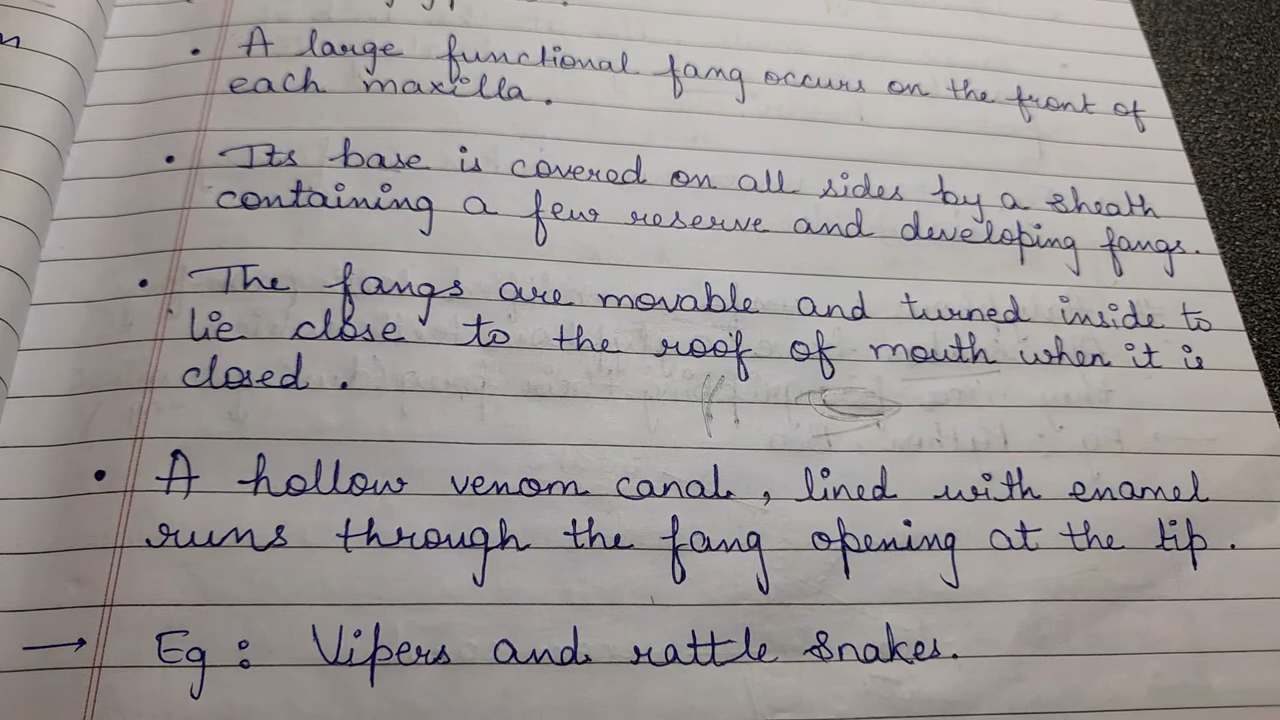 • A large functional fang occurs on the front of
each maxilla.
• Its base is covered on all sides by a sheath
containing a few reserve and developing fangs.
• The fangs are movable and turned inside to
lie close to the roof of mouth when it is
closed.
• A hollow venom canal, lined with enamel
runs through the fang opening at the tip.
→ Eg: Vipers and rattle snakes.